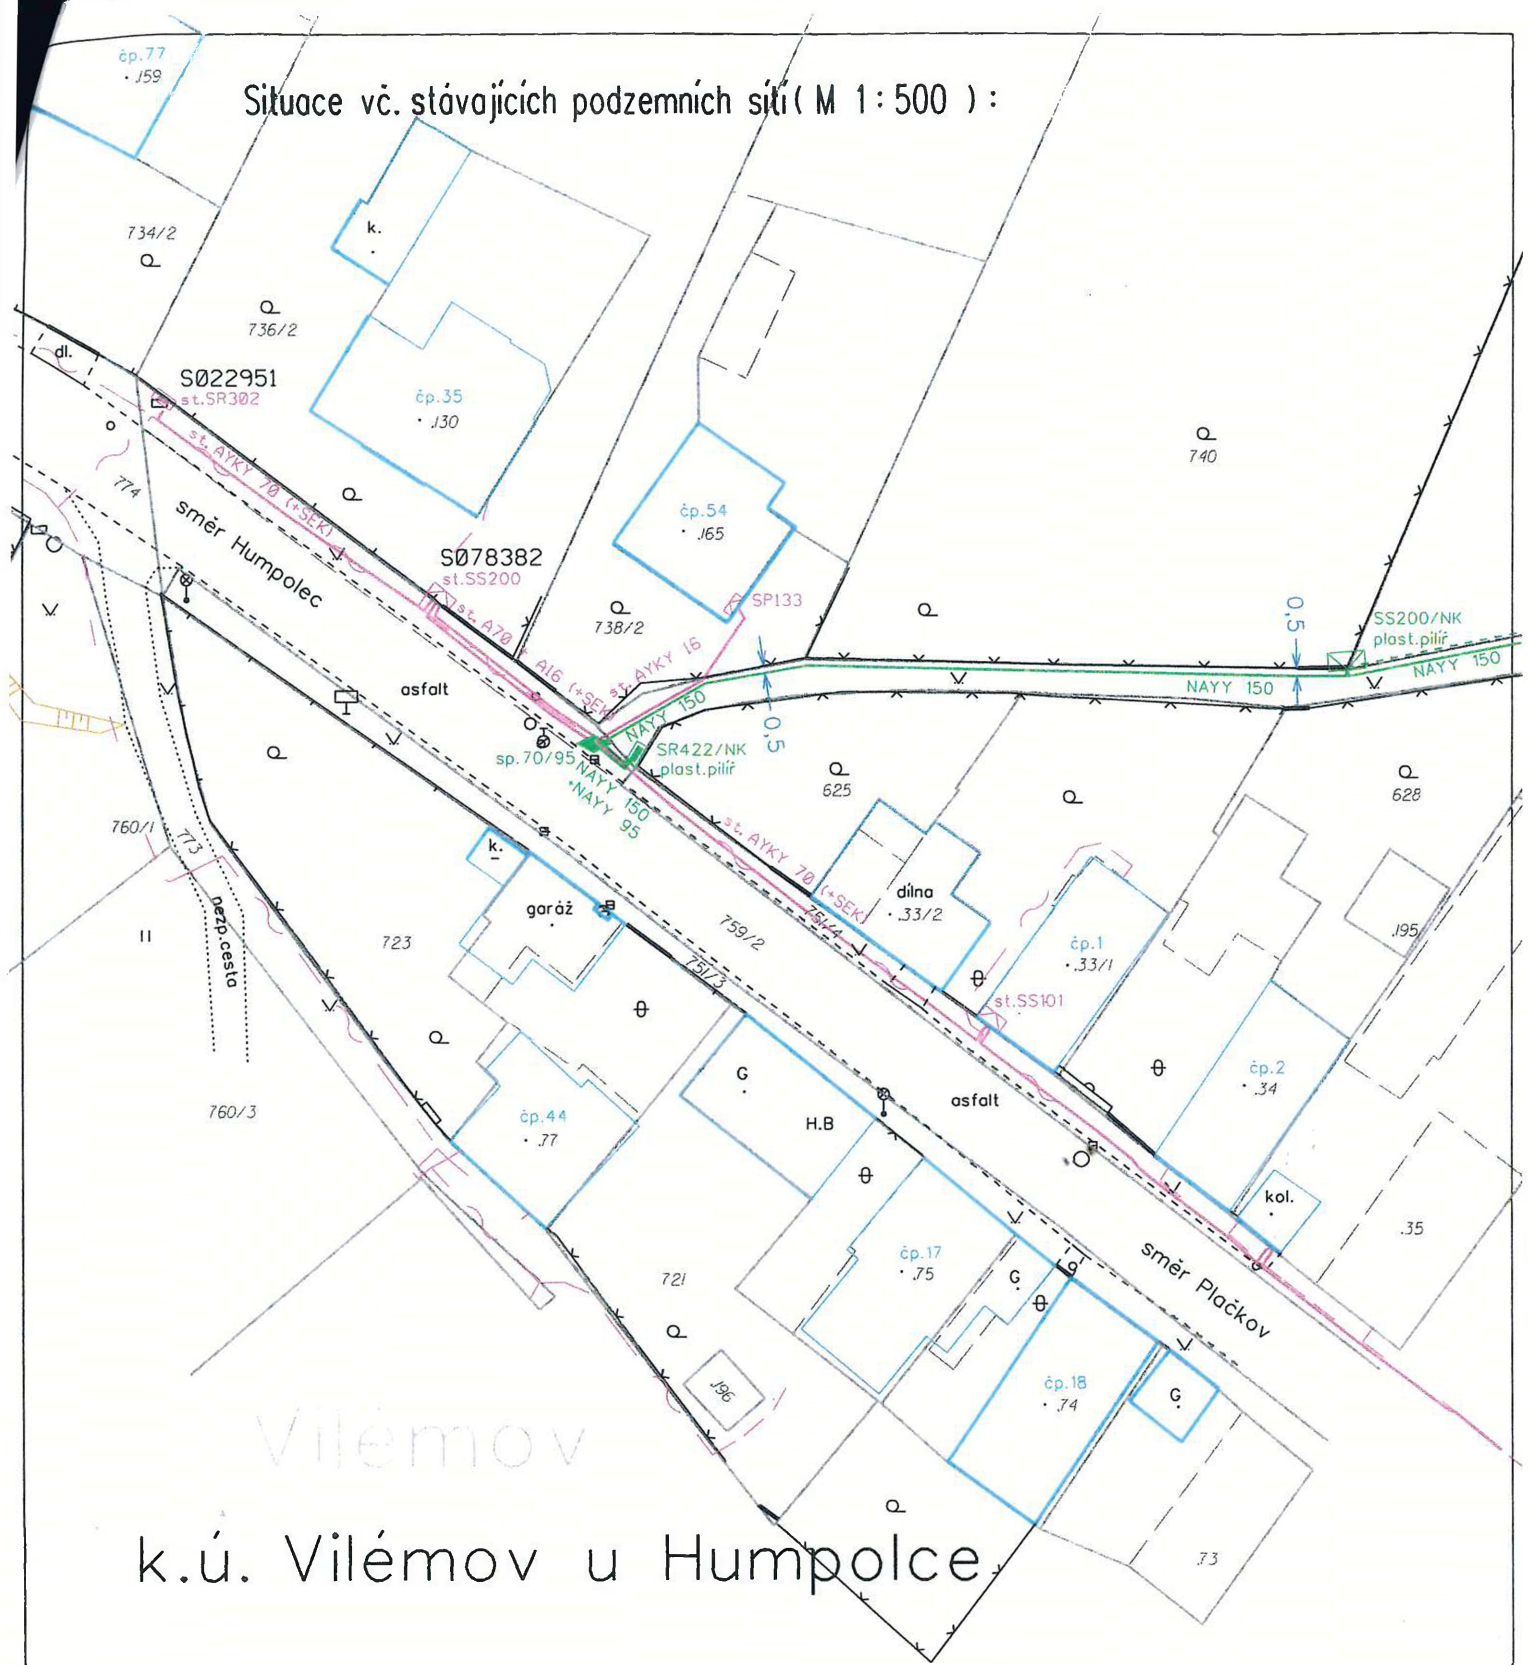 čp.77
.159
Situace vč. stávajících podzemních sítí ( M 1:500 ) :
k.
734/2
736/2
dl.
SØ22951
st.SR302
čp.35
.130
740
774
st. AYKY 70 (+SEK)
směr Humpolec
čp.54
.165
SØ78382
st.SS200
SP133
738/2
st. A70 + A16 (+SEK)
st. AYKY 16
0,5
SS200/NK
plast.pilíř
NAYY 150
NAYY 150
asfalt
NAYY 150
0,5
sp.70/95
SR422/NK
plast.pilíř
NAYY 150
+NAYY 95
625
628
760/1
773
k.
st. AYKY 70 (+SEK)
garáž
dílna
.33/2
751/4
.195
II
nezp.cesta
723
759/2
751/3
čp.1
.33/1
st.SS101
760/3
čp.44
.77
G
H.B
asfalt
čp.2
.34
kol.
.35
721
čp.17
.75
G
směr Plačkov
.196
čp.18
.74
G
Vilémov
k.ú. Vilémov u Humpolce
.73